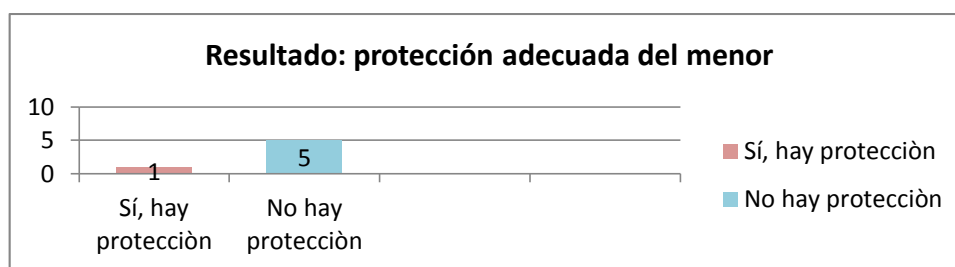 Resultado: protección adecuada del menor
10
5
0
1
5
Sí, hay
protecciòn
No hay
protecciòn
Sí, hay protecciòn
No hay protecciòn